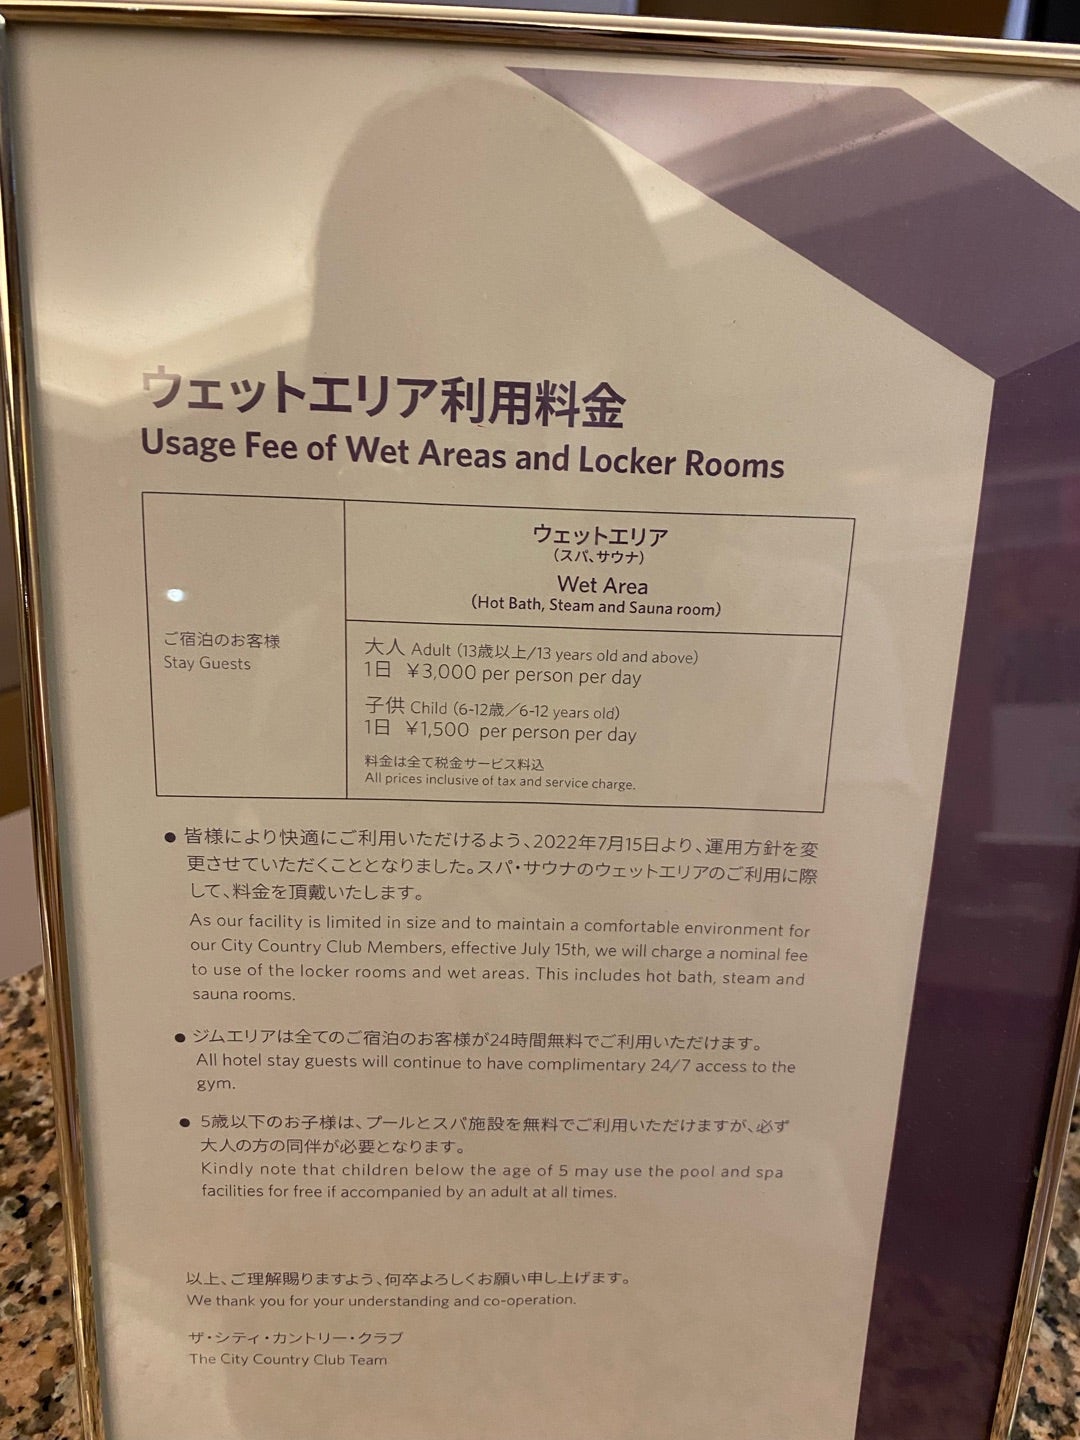 ウェットエリア利用料金
Usage Fee of Wet Areas and Locker Rooms
ウェットエリア
（スパ、サウナ）
Wet Area
（Hot Bath, Steam and Sauna room）
ご宿泊のお客様
Stay Guests
大人 Adult（13歳以上/13 years old and above）
1日 ￥3,000 per person per day
子供 Child（6-12歳／6-12 years old）
1日 ￥1,500 per person per day
料金は全て税金サービス料込
All prices inclusive of tax and service charge.
● 皆様により快適にご利用いただけるよう、2022年7月15日より、運用方針を変
更させていただくこととなりました。スパ・サウナのウェットエリアのご利用に際
して、料金を頂戴いたします。
As our facility is limited in size and to maintain a comfortable environment for
our City Country Club Members, effective July 15th, we will charge a nominal fee
to use of the locker rooms and wet areas. This includes hot bath, steam and
sauna rooms.
● ジムエリアは全てのご宿泊のお客様が24時間無料でご利用いただけます。
All hotel stay guests will continue to have complimentary 24/7 access to the
gym.
● 5歳以下のお子様は、プールとスパ施設を無料でご利用いただけますが、必ず
大人の方の同伴が必要となります。
Kindly note that children below the age of 5 may use the pool and spa
facilities for free if accompanied by an adult at all times.
以上、ご理解賜りますよう、何卒よろしくお願い申し上げます。
We thank you for your understanding and co-operation.
ザ・シティ・カントリー・クラブ
The City Country Club Team